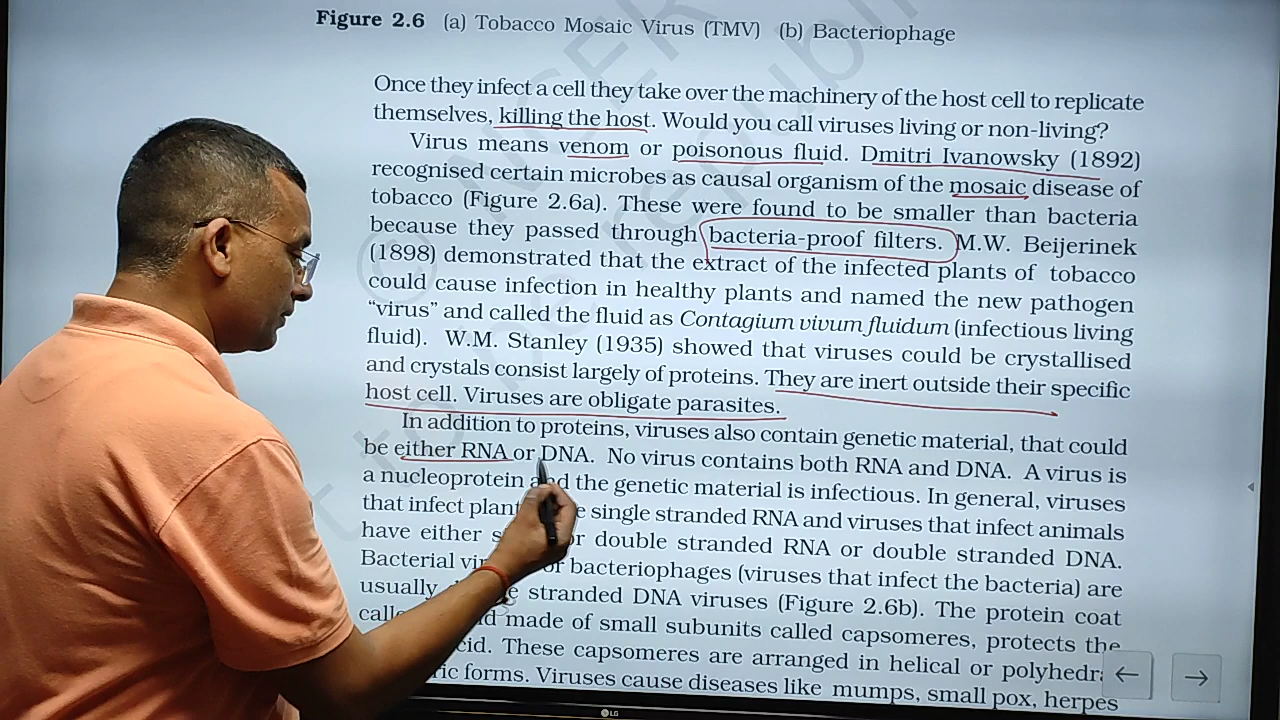 Figure 2.6 (a) Tobacco Mosaic Virus (TMV) (b) Bacteriophage
Once they infect a cell they take over the machinery of the host cell to replicate
themselves, killing the host. Would you call viruses living or non-living?
Virus means venom or poisonous fluid. Dmitri Ivanowsky (1892)
recognised certain microbes as causal organism of the mosaic disease of
tobacco (Figure 2.6a). These were found to be smaller than bacteria
because they passed through bacteria-proof filters. M.W. Beijerinek
(1898) demonstrated that the extract of the infected plants of tobacco
could cause infection in healthy plants and named the new pathogen
“virus” and called the fluid as Contagium vivum fluidum (infectious living
fluid). W.M. Stanley (1935) showed that viruses could be crystallised
and crystals consist largely of proteins. They are inert outside their specific
host cell. Viruses are obligate parasites.
In addition to proteins, viruses also contain genetic material, that could
be either RNA or DNA. No virus contains both RNA and DNA. A virus is
a nucleoprotein and the genetic material is infectious. In general, viruses
that infect single stranded RNA and viruses that infect animals
have either double stranded RNA or double stranded DNA.
Bacterial or bacteriophages (viruses that infect the bacteria) are
usually stranded DNA viruses (Figure 2.6b). The protein coat
made of small subunits called capsomeres, protects the
These capsomeres are arranged in helical or
forms. Viruses cause diseases like mumps, small pox, herpes
LG